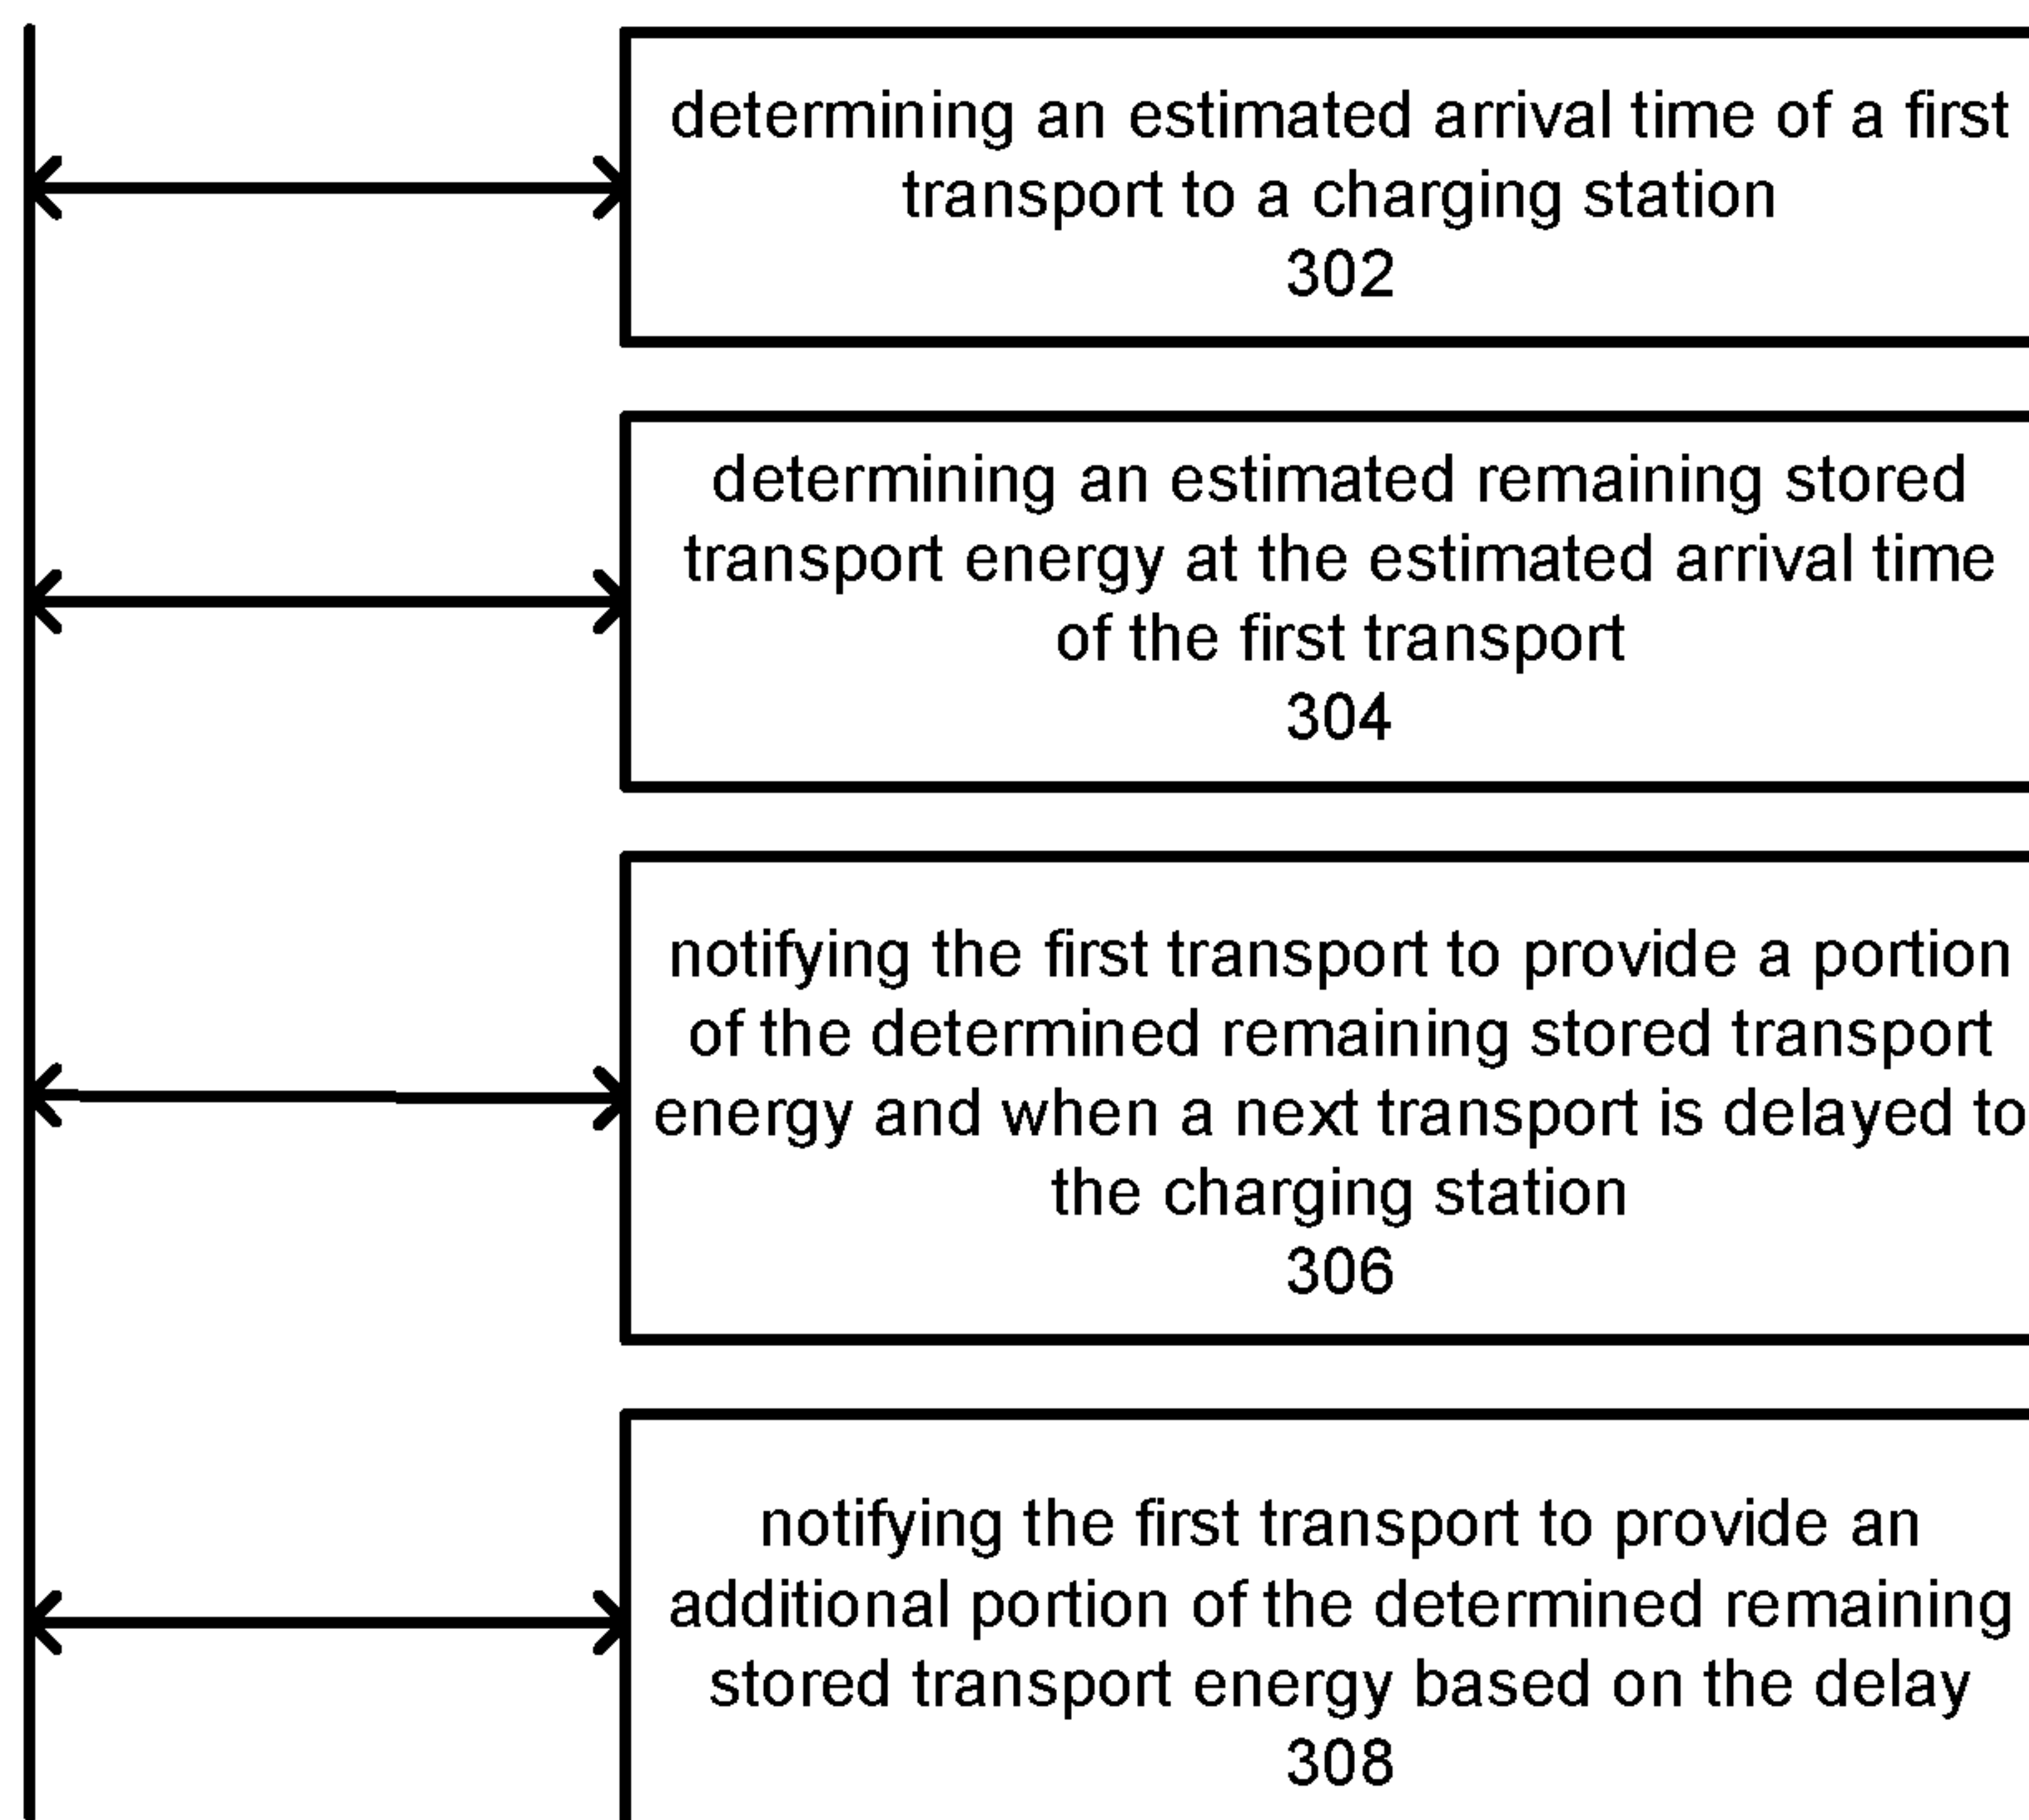 determining an estimated arrival time of a first
transport to a charging station
302
determining an estimated remaining stored
transport energy at the estimated arrival time
of the first transport
304
notifying the first transport to provide a portion
of the determined remaining stored transport
energy and when a next transport is delayed to
the charging station
306
notifying the first transport to provide an
additional portion of the determined remaining
stored transport energy based on the delay
308